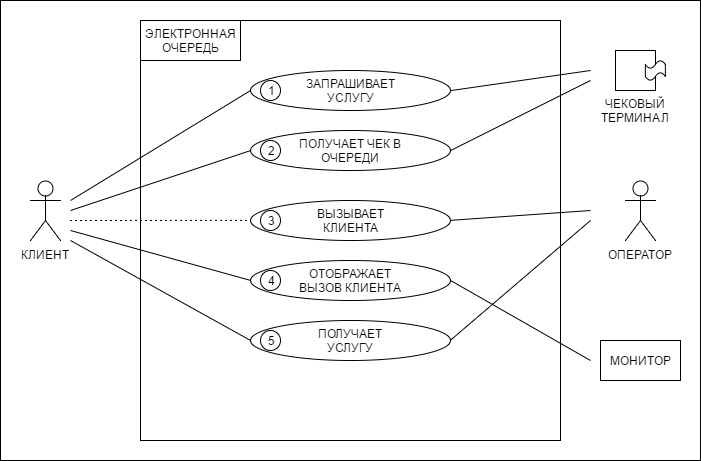 ЭЛЕКТРОННАЯ
ОЧЕРЕДЬ
1
ЗАПРАШИВАЕТ
УСЛУГУ
ЧЕКОВЫЙ
ТЕРМИНАЛ
2
ПОЛУЧАЕТ ЧЕК В
ОЧЕРЕДИ
КЛИЕНТ
3
ВЫЗЫВАЕТ
КЛИЕНТА
ОПЕРАТОР
4
ОТОБРАЖАЕТ
ВЫЗОВ КЛИЕНТА
5
ПОЛУЧАЕТ
УСЛУГУ
МОНИТОР